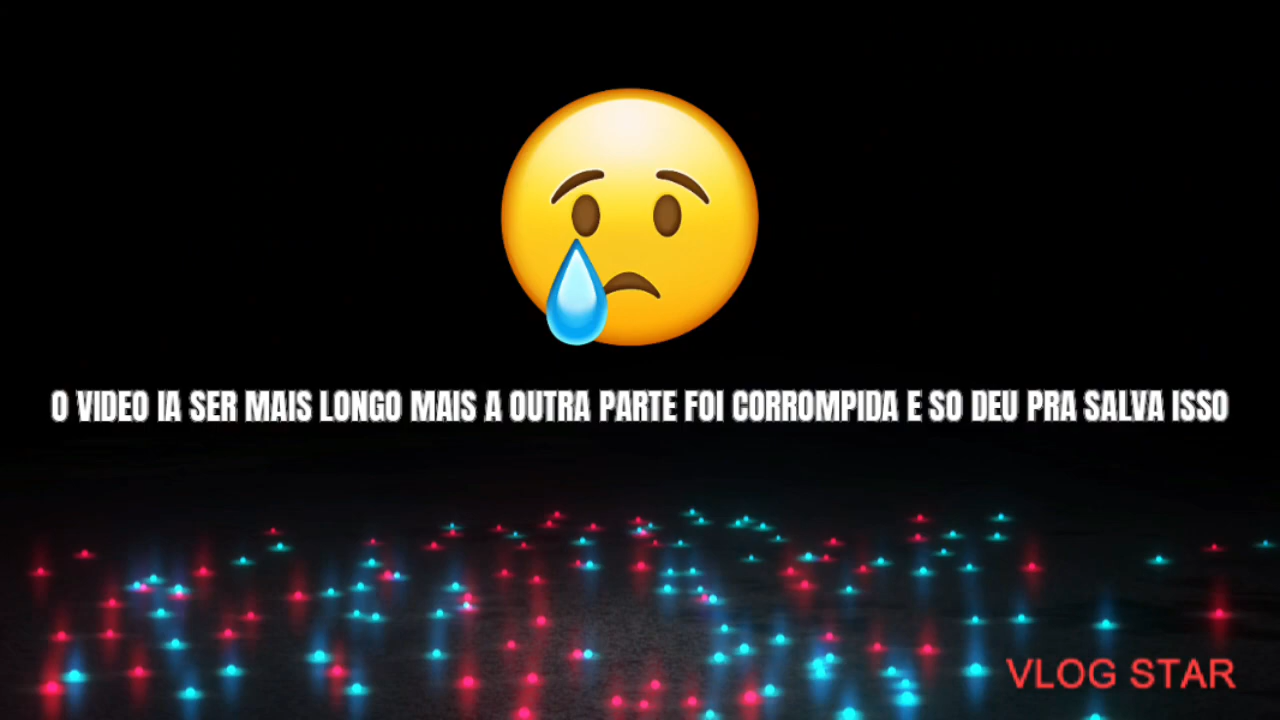 O VIDEO IA SER MAIS LONGO MAIS A OUTRA PARTE FOI CORROMPIDA E SO DEU PRA SALVA ISSO
VLOG STAR